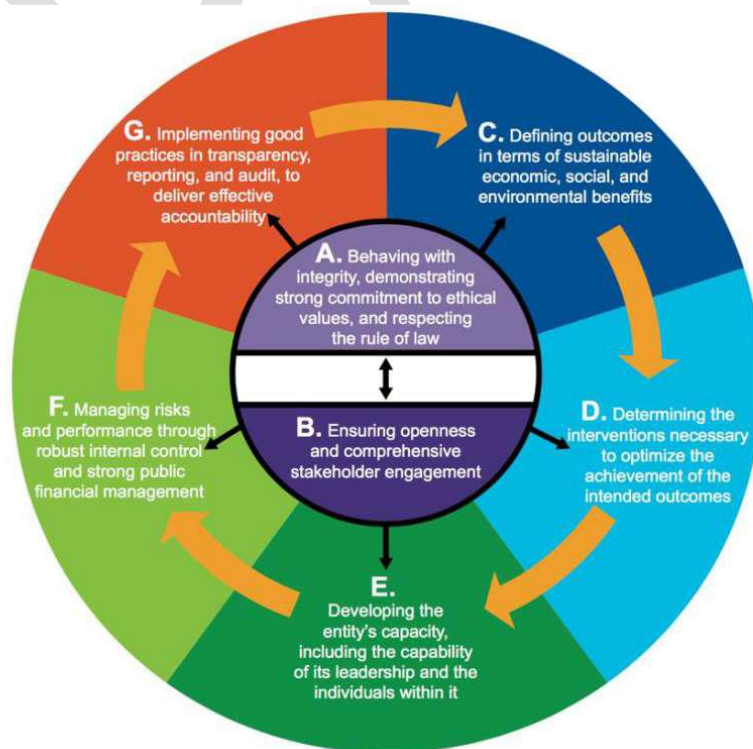 G. Implementing good
practices in transparency,
reporting, and audit, to
deliver effective
accountability
C. Defining outcomes
in terms of sustainable
economic, social, and
environmental benefits
A. Behaving with
integrity, demonstrating
strong commitment to ethical
values, and respecting
the rule of law
B. Ensuring openness
and comprehensive
stakeholder engagement
F. Managing risks
and performance through
robust internal control
and strong public
financial management
D. Determining the
interventions necessary
to optimize the
achievement of the
intended outcomes
E.
Developing the
entity's capacity,
including the capability
of its leadership and the
individuals within it